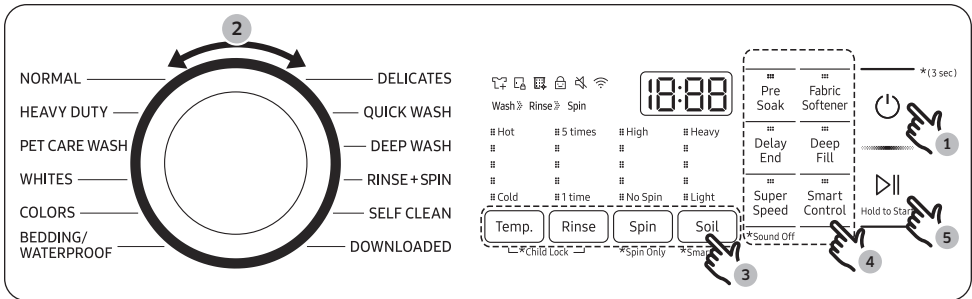 2
NORMAL
HEAVY DUTY
PET CARE WASH
WHITES
COLORS
BEDDING/
WATERPROOF
DELICATES
QUICK WASH
DEEP WASH
RINSE+SPIN
SELF CLEAN
DOWNLOADED
Wash Rinse Spin
18:88
Hot 5 times High Heavy
Cold 1 time No Spin Light
Temp. Rinse Spin Soil
*Child Lock *Spin Only
3
Pre
Soak
Fabric
Softener
Delay
End
Deep
Fill
Super
Speed
Smart
Control
*Sound Off
4
*(3 sec)
1
Hold to Start
5